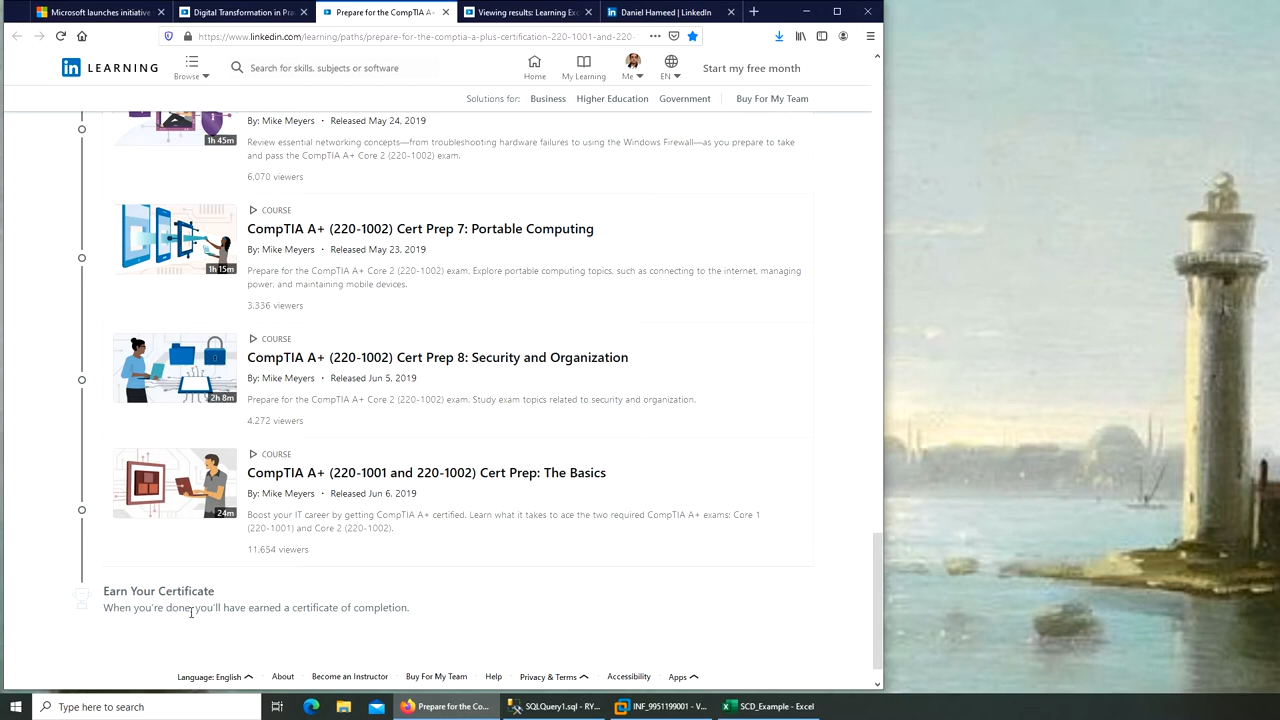 Microsoft launches initiative
Digital Transformation in Pra
Prepare for the CompTIA A+
Viewing results: Learning Exc
Daniel Hameed | LinkedIn
https://www.linkedin.com/learning/paths/prepare-for-the-comptia-a-plus-certification-220-1001-and-220-
in LEARNING
Browse
Search for skills, subjects or software
Home
My Learning
Me
EN
Start my free month
Solutions for: Business Higher Education Government Buy For My Team
By: Mike Meyers • Released May 24, 2019
1h 45m
Review essential networking concepts—from troubleshooting hardware failures to using the Windows Firewall—as you prepare to take
and pass the CompTIA A+ Core 2 (220-1002) exam.
6,070 viewers
COURSE
CompTIA A+ (220-1002) Cert Prep 7: Portable Computing
By: Mike Meyers • Released May 23, 2019
1h 15m
Prepare for the CompTIA A+ Core 2 (220-1002) exam. Explore portable computing topics, such as connecting to the internet, managing
power, and maintaining mobile devices.
3,336 viewers
COURSE
CompTIA A+ (220-1002) Cert Prep 8: Security and Organization
By: Mike Meyers • Released Jun 5, 2019
2h 8m
Prepare for the CompTIA A+ Core 2 (220-1002) exam. Study exam topics related to security and organization.
4,272 viewers
COURSE
CompTIA A+ (220-1001 and 220-1002) Cert Prep: The Basics
By: Mike Meyers • Released Jun 6, 2019
24m
Boost your IT career by getting CompTIA A+ certified. Learn what it takes to ace the two required CompTIA A+ exams: Core 1
(220-1001) and Core 2 (220-1002).
11,654 viewers
Earn Your Certificate
When you're done, you'll have earned a certificate of completion.
Language: English About Become an Instructor Buy For My Team Help Privacy & Terms Accessibility Apps
Type here to search
Prepare for the Co...
SQLQuery1.sql - RY...
INF_9951199001 - V...
SCD_Example - Excel